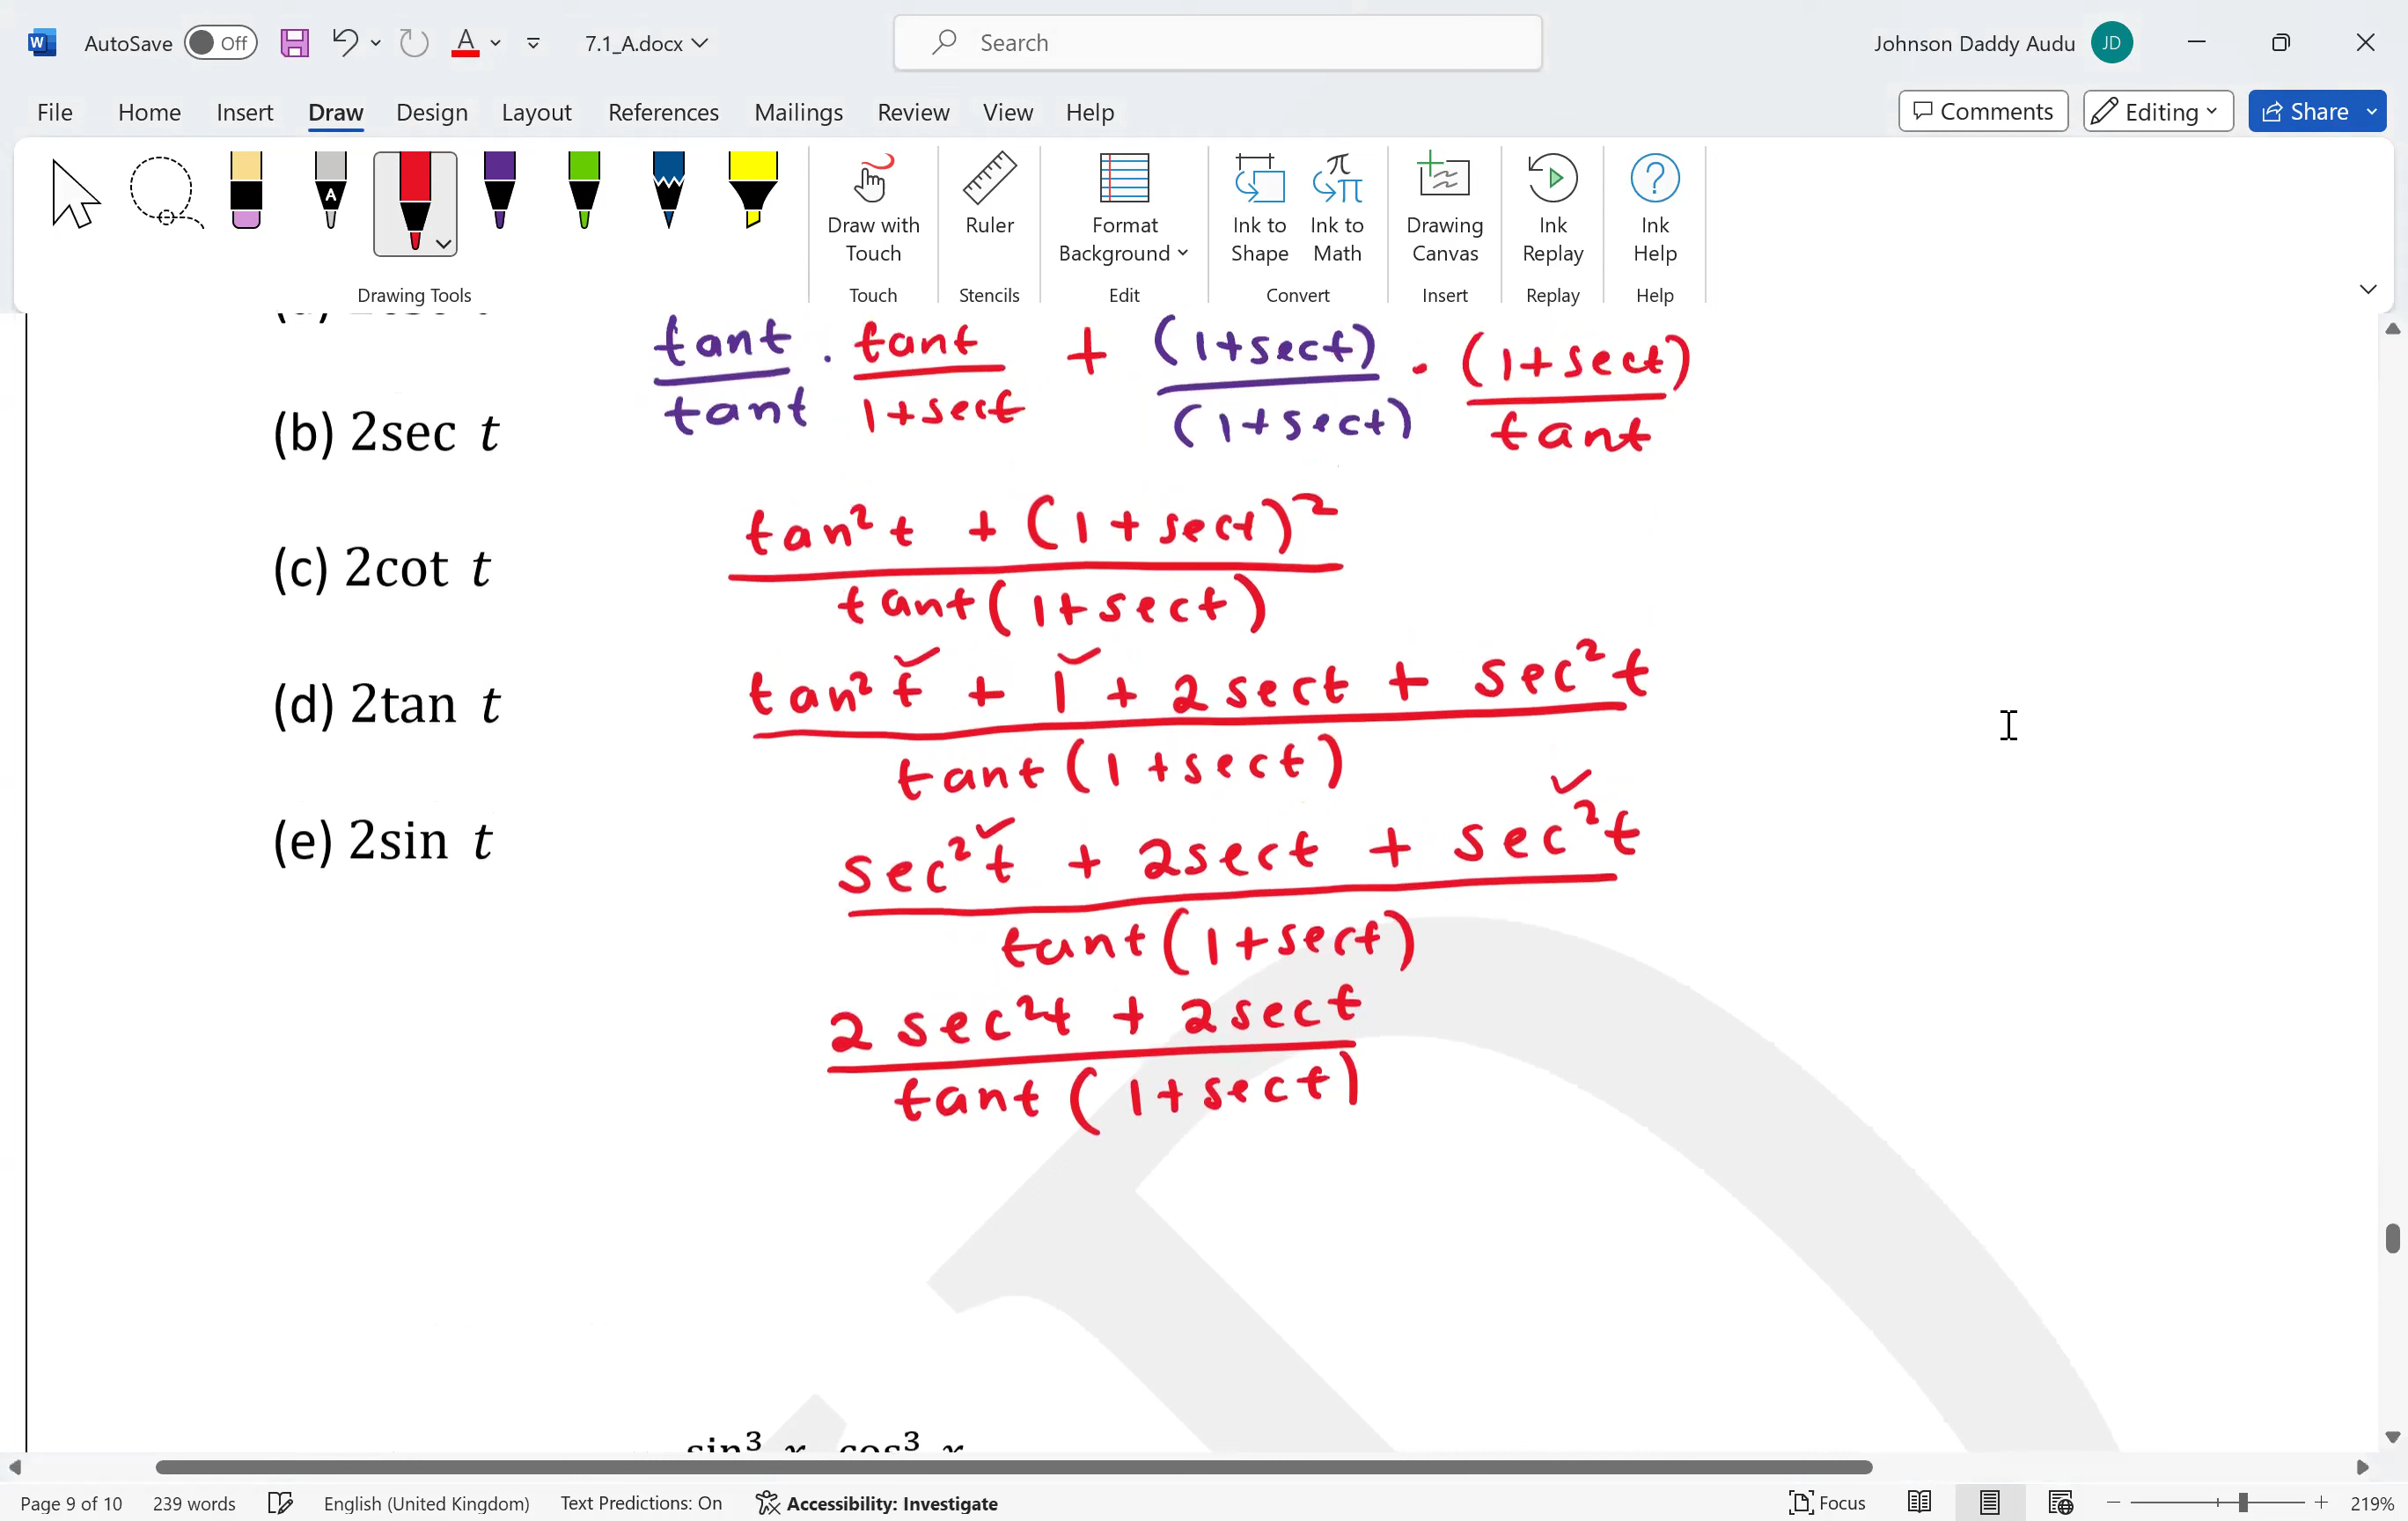 AutoSave Off 7.1_A.docx Search Johnson Daddy Audu JD
File Home Insert Draw Design Layout References Mailings Review View Help Comments Editing Share
A
Draw with Touch Ruler Format Background Ink to Shape Ink to Math Drawing Canvas Ink Replay Ink Help
Drawing Tools Touch Stencils Edit Convert Insert Replay Help
tant/tant · tant/1+sect + (1+sect)/(1+sect) · (1+sect)/tant
(b) 2sec t
tan²t + (1+sect)²
(c) 2cot t
tant(1+sect)
tan²t + 1 + 2sect + sec²t
(d) 2tan t
tant(1+sect)
sec²t + 2sect + sec²t
(e) 2sin t
tant(1+sect)
2sec²t + 2sect
tant(1+sect)
sin³ x cos³ x
Page 9 of 10 239 words English (United Kingdom) Text Predictions: On Accessibility: Investigate Focus 219%